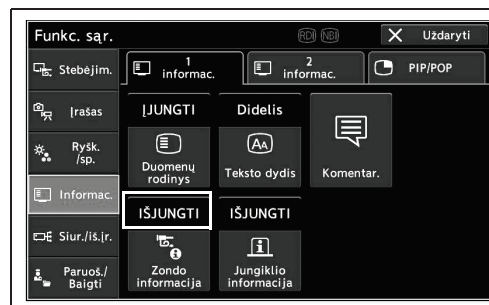 Funkc. sąr.
RDI NBI
Uždaryti
Stebėjim.
1
informac.
2
informac.
PIP/POP
Įrašas
ĮJUNGTI
Didelis
Ryšk.
/sp.
AA
Duomenų
rodinys
Teksto dydis
Komentar.
Informac.
IŠJUNGTI
IŠJUNGTI
Siur./iš.įr.
Paruoš./
Baigti
Zondo
informacija
Jungiklio
informacija